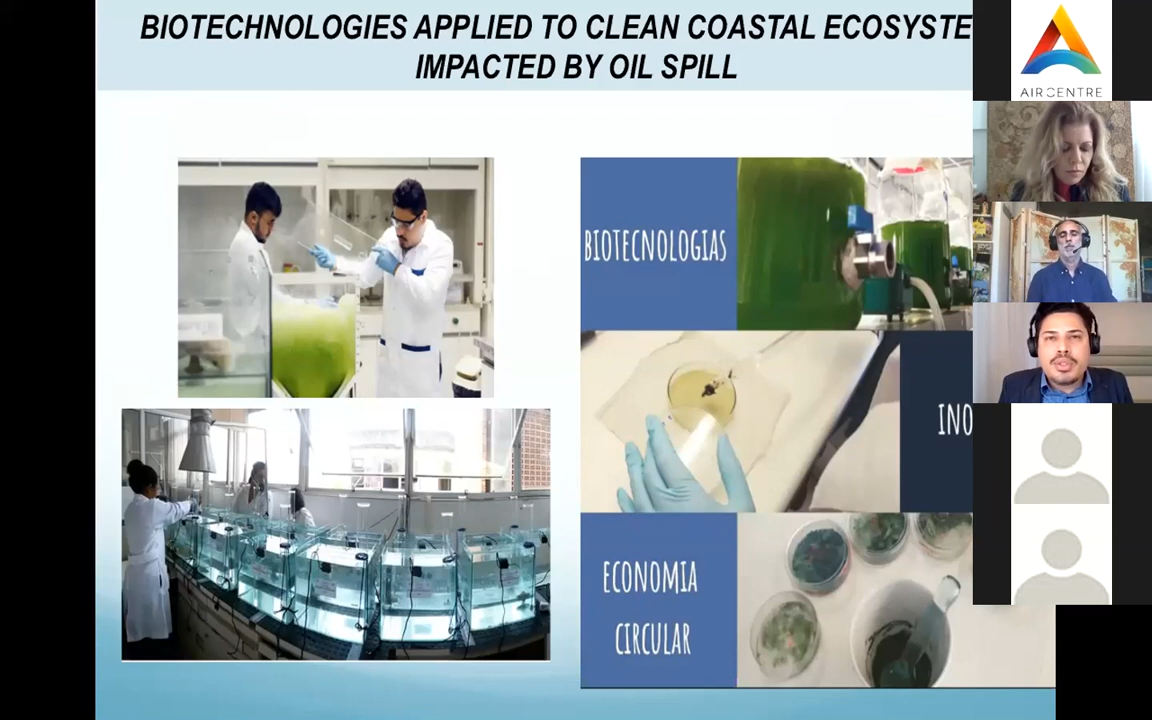 BIOTECHNOLOGIES APPLIED TO CLEAN COASTAL ECOSYSTE
IMPACTED BY OIL SPILL
AIR CENTRE
BIOTECNOLOGIAS
INO
ECONOMIA
CIRCULAR